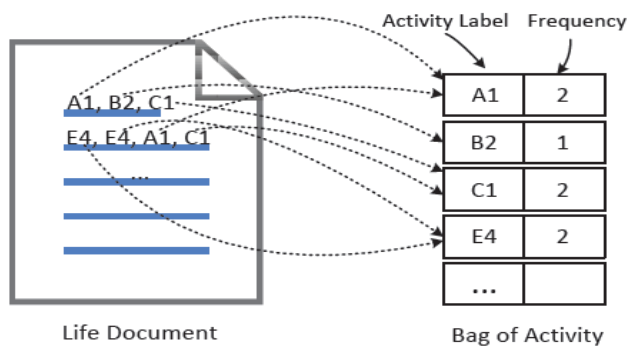 Activity Label Frequency
A1, B2, C1
E4, E4, A1, C1
...
A1 2
B2 1
C1 2
E4 2
...
Life Document
Bag of Activity